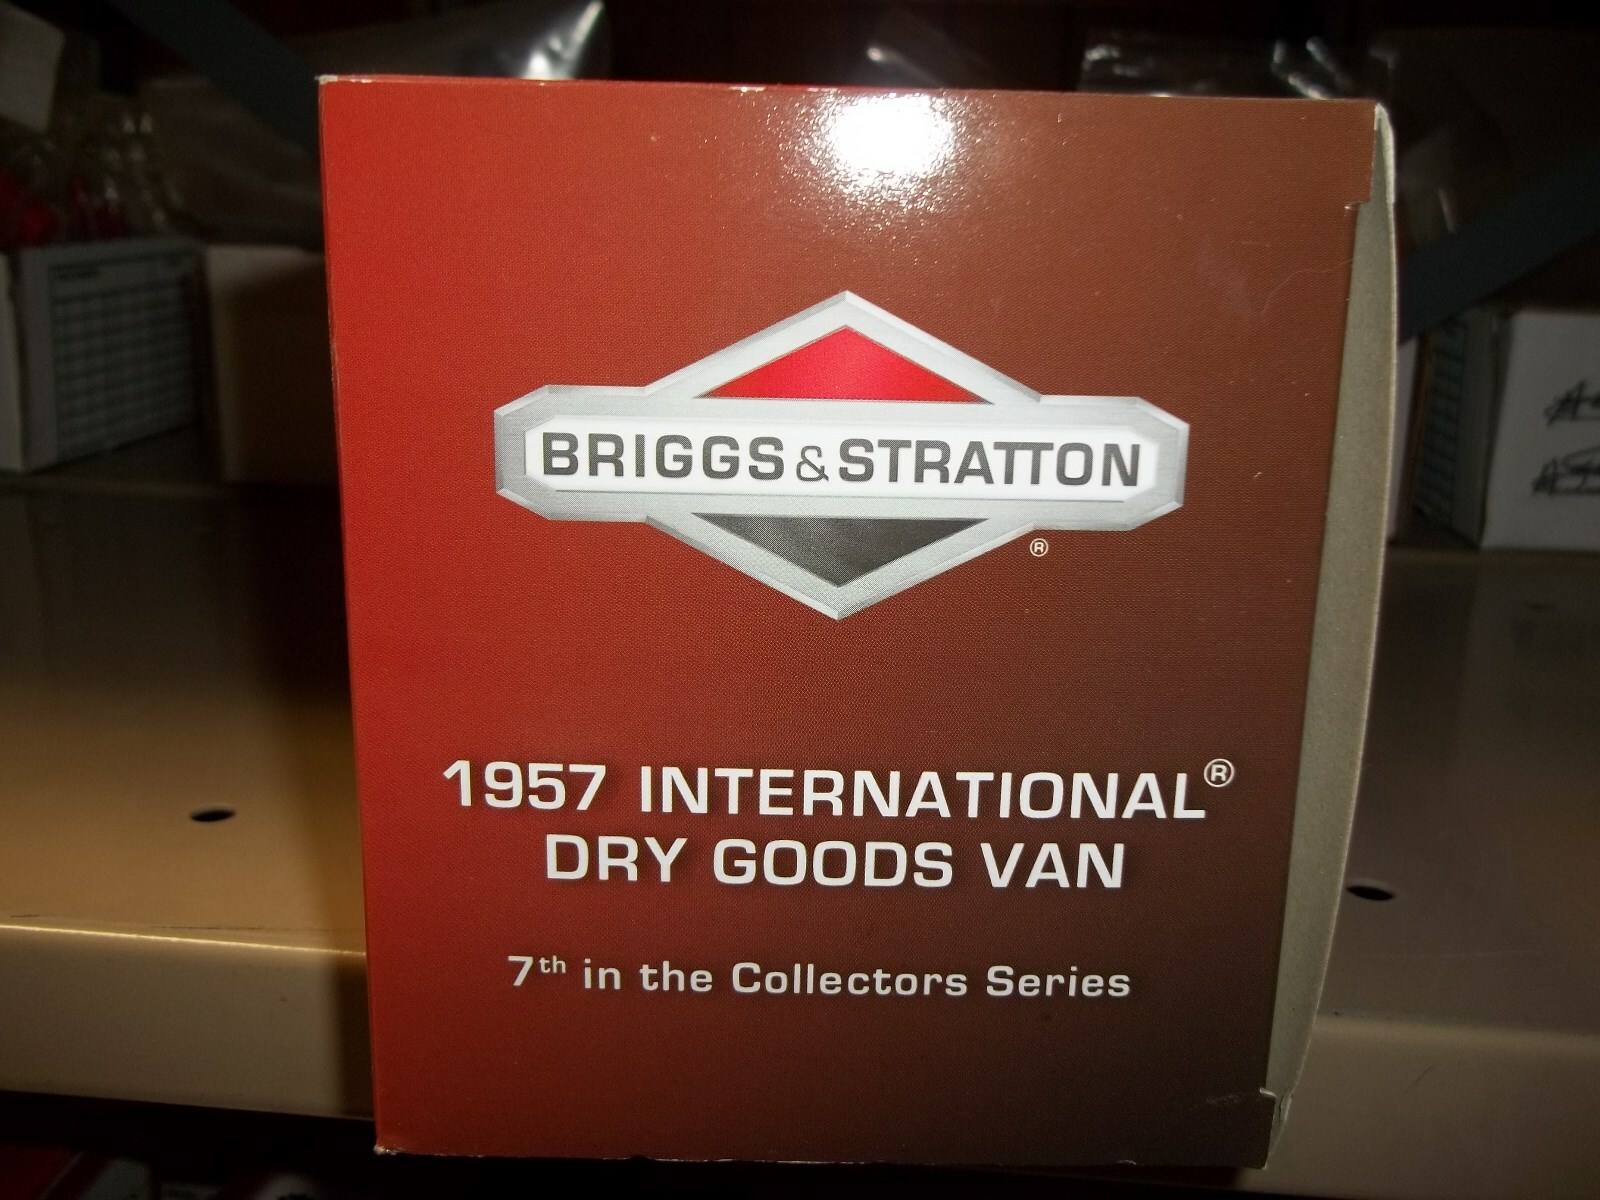 BRIGGS & STRATTON
®
1957 INTERNATIONAL®
DRY GOODS VAN
7th in the Collectors Series